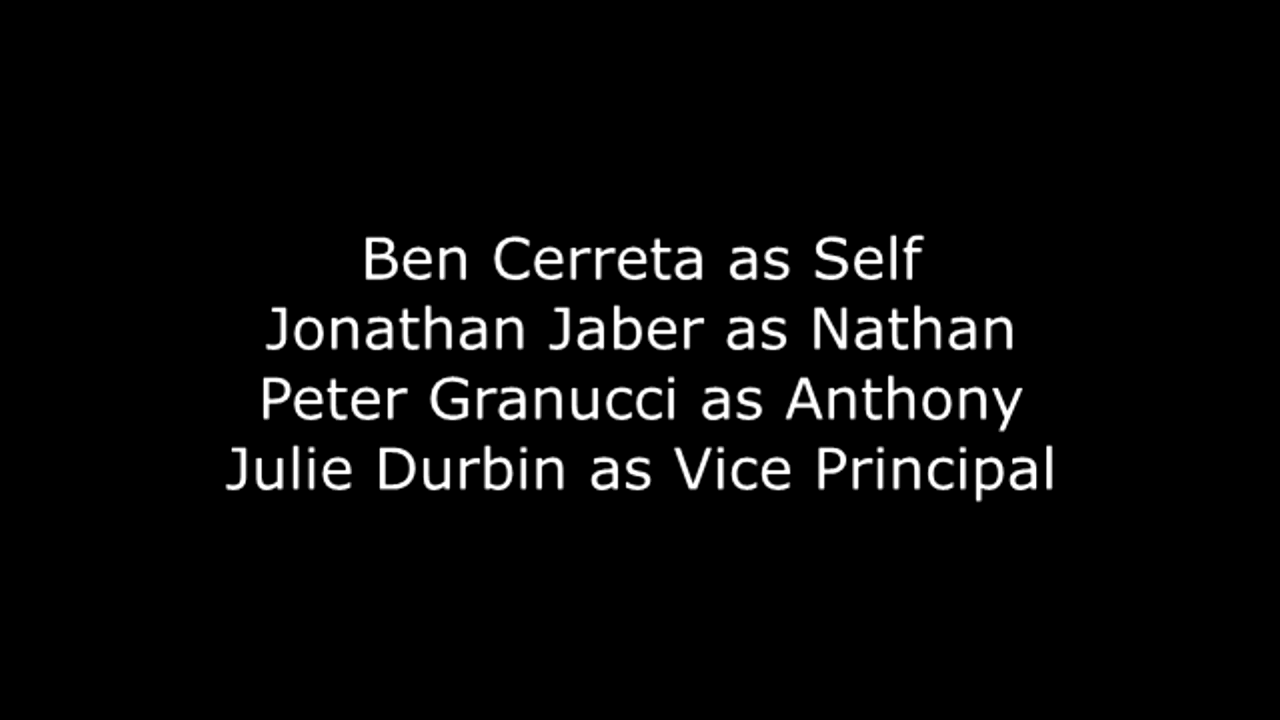 Ben Cerreta as Self
Jonathan Jaber as Nathan
Peter Granucci as Anthony
Julie Durbin as Vice Principal